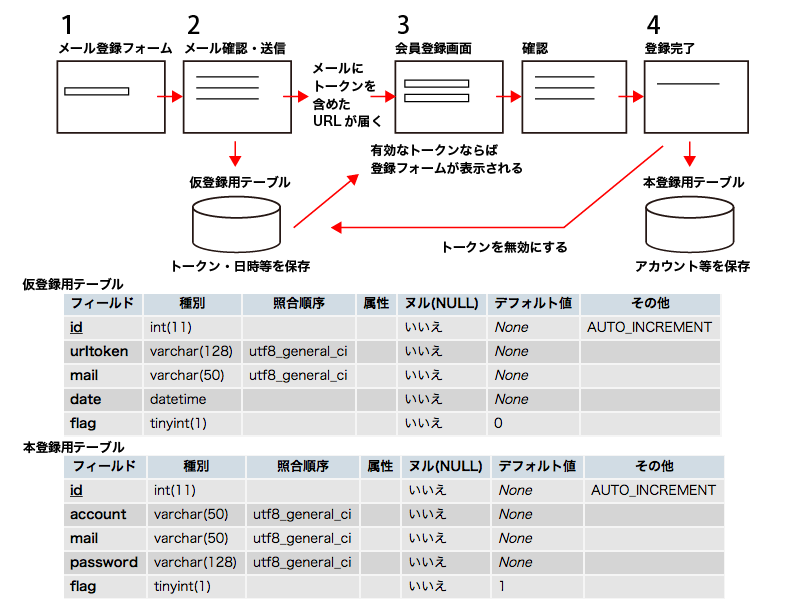 1 2 3 4
メール登録フォーム メール確認・送信 会員登録画面 確認 登録完了
メールに
トークンを
含めた
URL が届く
有効なトークンならば
登録フォームが表示される
仮登録用テーブル 本登録用テーブル
トークンを無効にする
トークン・日時等を保存 アカウント等を保存
仮登録用テーブル
フィールド 種別 照合順序 属性 ヌル(NULL) デフォルト値 その他
id int(11) いいえ None AUTO_INCREMENT
urltoken varchar(128) utf8_general_ci いいえ None
mail varchar(50) utf8_general_ci いいえ None
date datetime いいえ None
flag tinyint(1) いいえ 0
本登録用テーブル
フィールド 種別 照合順序 属性 ヌル(NULL) デフォルト値 その他
id int(11) いいえ None AUTO_INCREMENT
account varchar(50) utf8_general_ci いいえ None
mail varchar(50) utf8_general_ci いいえ None
password varchar(128) utf8_general_ci いいえ None
flag tinyint(1) いいえ 1